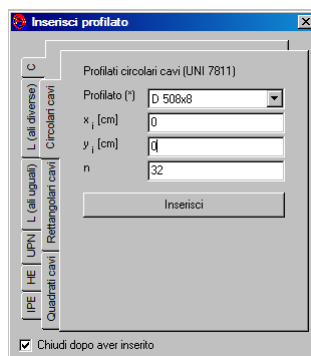 Inserisci profilato
C
L (ali diverse)
L (ali uguali)
UPN
HE
IPE
Circolari cavi
Rettangolari cavi
Quadrati cavi
Profilati circolari cavi (UNI 7811)
Profilato (*) D 508x8
x i [cm] 0
y i [cm] 0
n 32
Inserisci
Chiudi dopo aver inserito